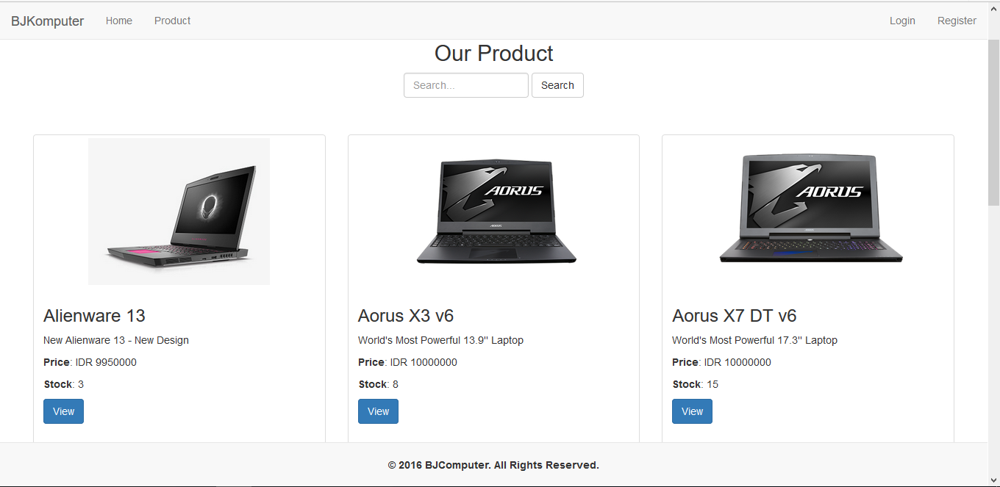 BJKomputer Home Product Login Register
Our Product
Search... Search
AORUS
AORUS
AORUS
Alienware 13
New Alienware 13 - New Design
Price: IDR 9950000
Stock: 3
View
Aorus X3 v6
World's Most Powerful 13.9" Laptop
Price: IDR 10000000
Stock: 8
View
Aorus X7 DT v6
World's Most Powerful 17.3" Laptop
Price: IDR 10000000
Stock: 15
View
© 2016 BJComputer. All Rights Reserved.